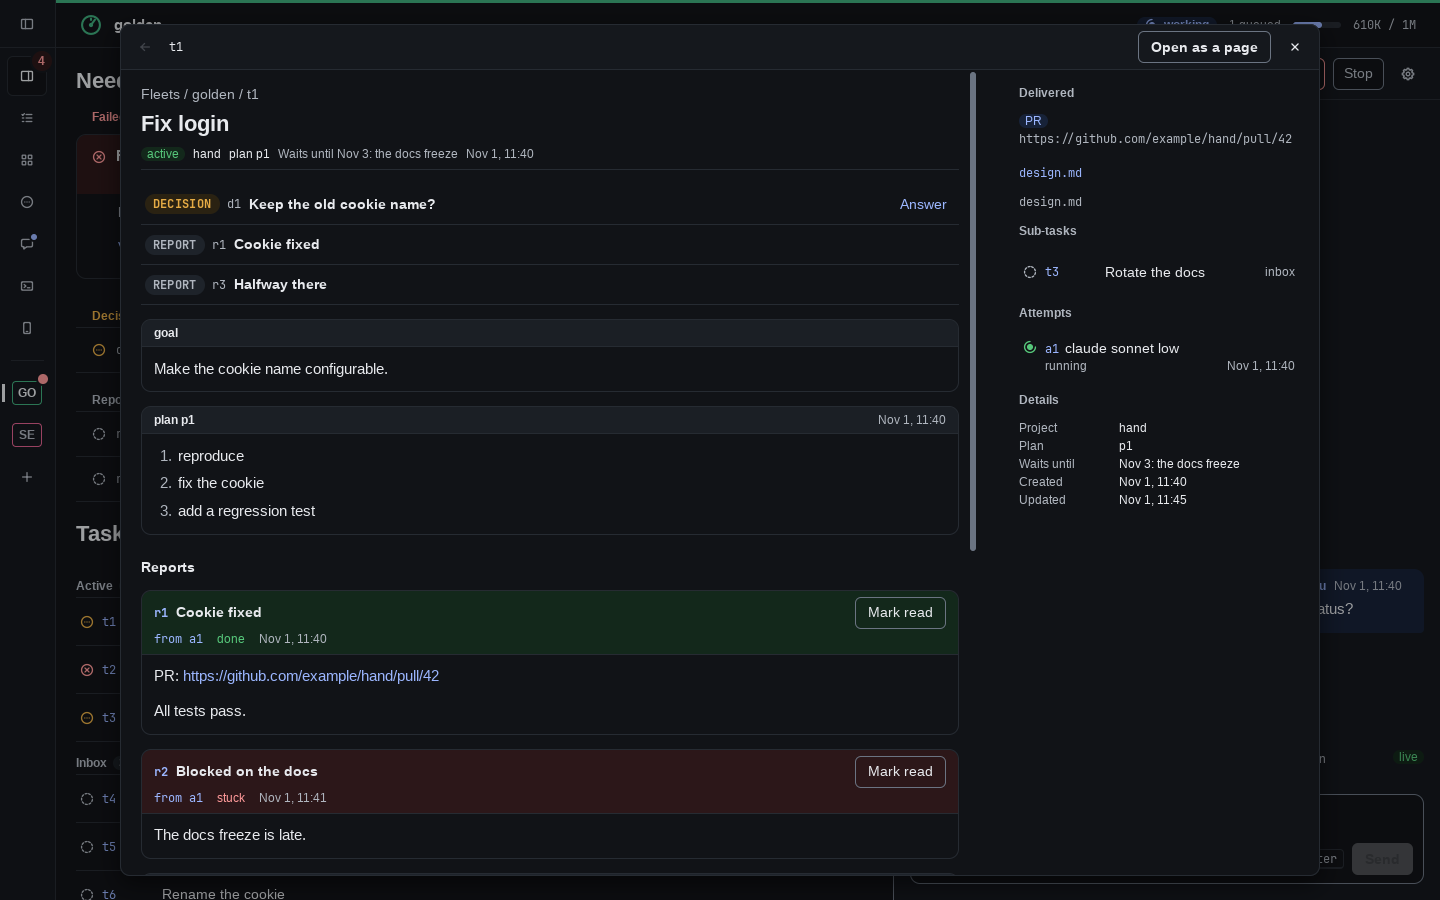 golden
working 1 queued 610K / 1M
t1
Open as a page
Stop
4
Fleets / golden / t1
Fix login
active hand plan p1 Waits until Nov 3: the docs freeze Nov 1, 11:40
DECISION d1 Keep the old cookie name? Answer
REPORT r1 Cookie fixed
REPORT r3 Halfway there
goal
Make the cookie name configurable.
plan p1 Nov 1, 11:40
1. reproduce
2. fix the cookie
3. add a regression test
Reports
r1 Cookie fixed Mark read
from a1 done Nov 1, 11:40
PR: https://github.com/example/hand/pull/42
All tests pass.
r2 Blocked on the docs Mark read
from a1 stuck Nov 1, 11:41
The docs freeze is late.
Delivered
PR
https://github.com/example/hand/pull/42
design.md
design.md
Sub-tasks
t3 Rotate the docs inbox
Attempts
a1 claude sonnet low
running Nov 1, 11:40
Details
Project hand
Plan p1
Waits until Nov 3: the docs freeze
Created Nov 1, 11:40
Updated Nov 1, 11:45
GO
SE
Active
t1
t2
t3
Inbox
t4
t5
t6 Rename the cookie
Nov 1, 11:40
live
Send